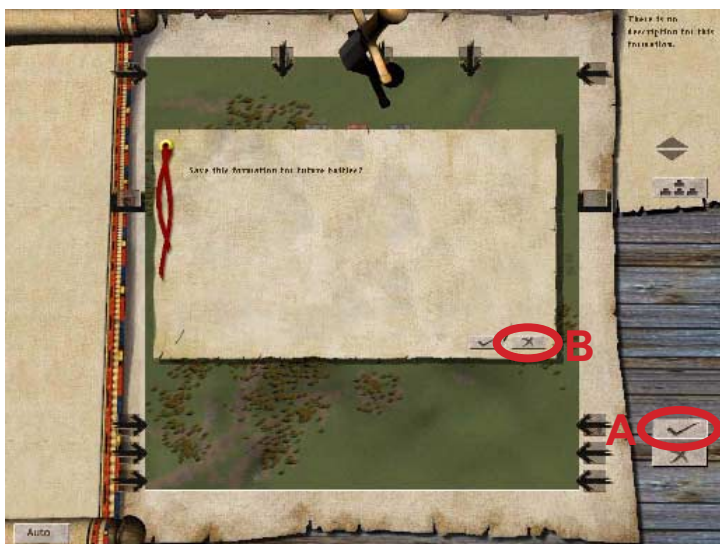 There is no
description for this
formation.
Save this formation for future battles?
B
A
Auto